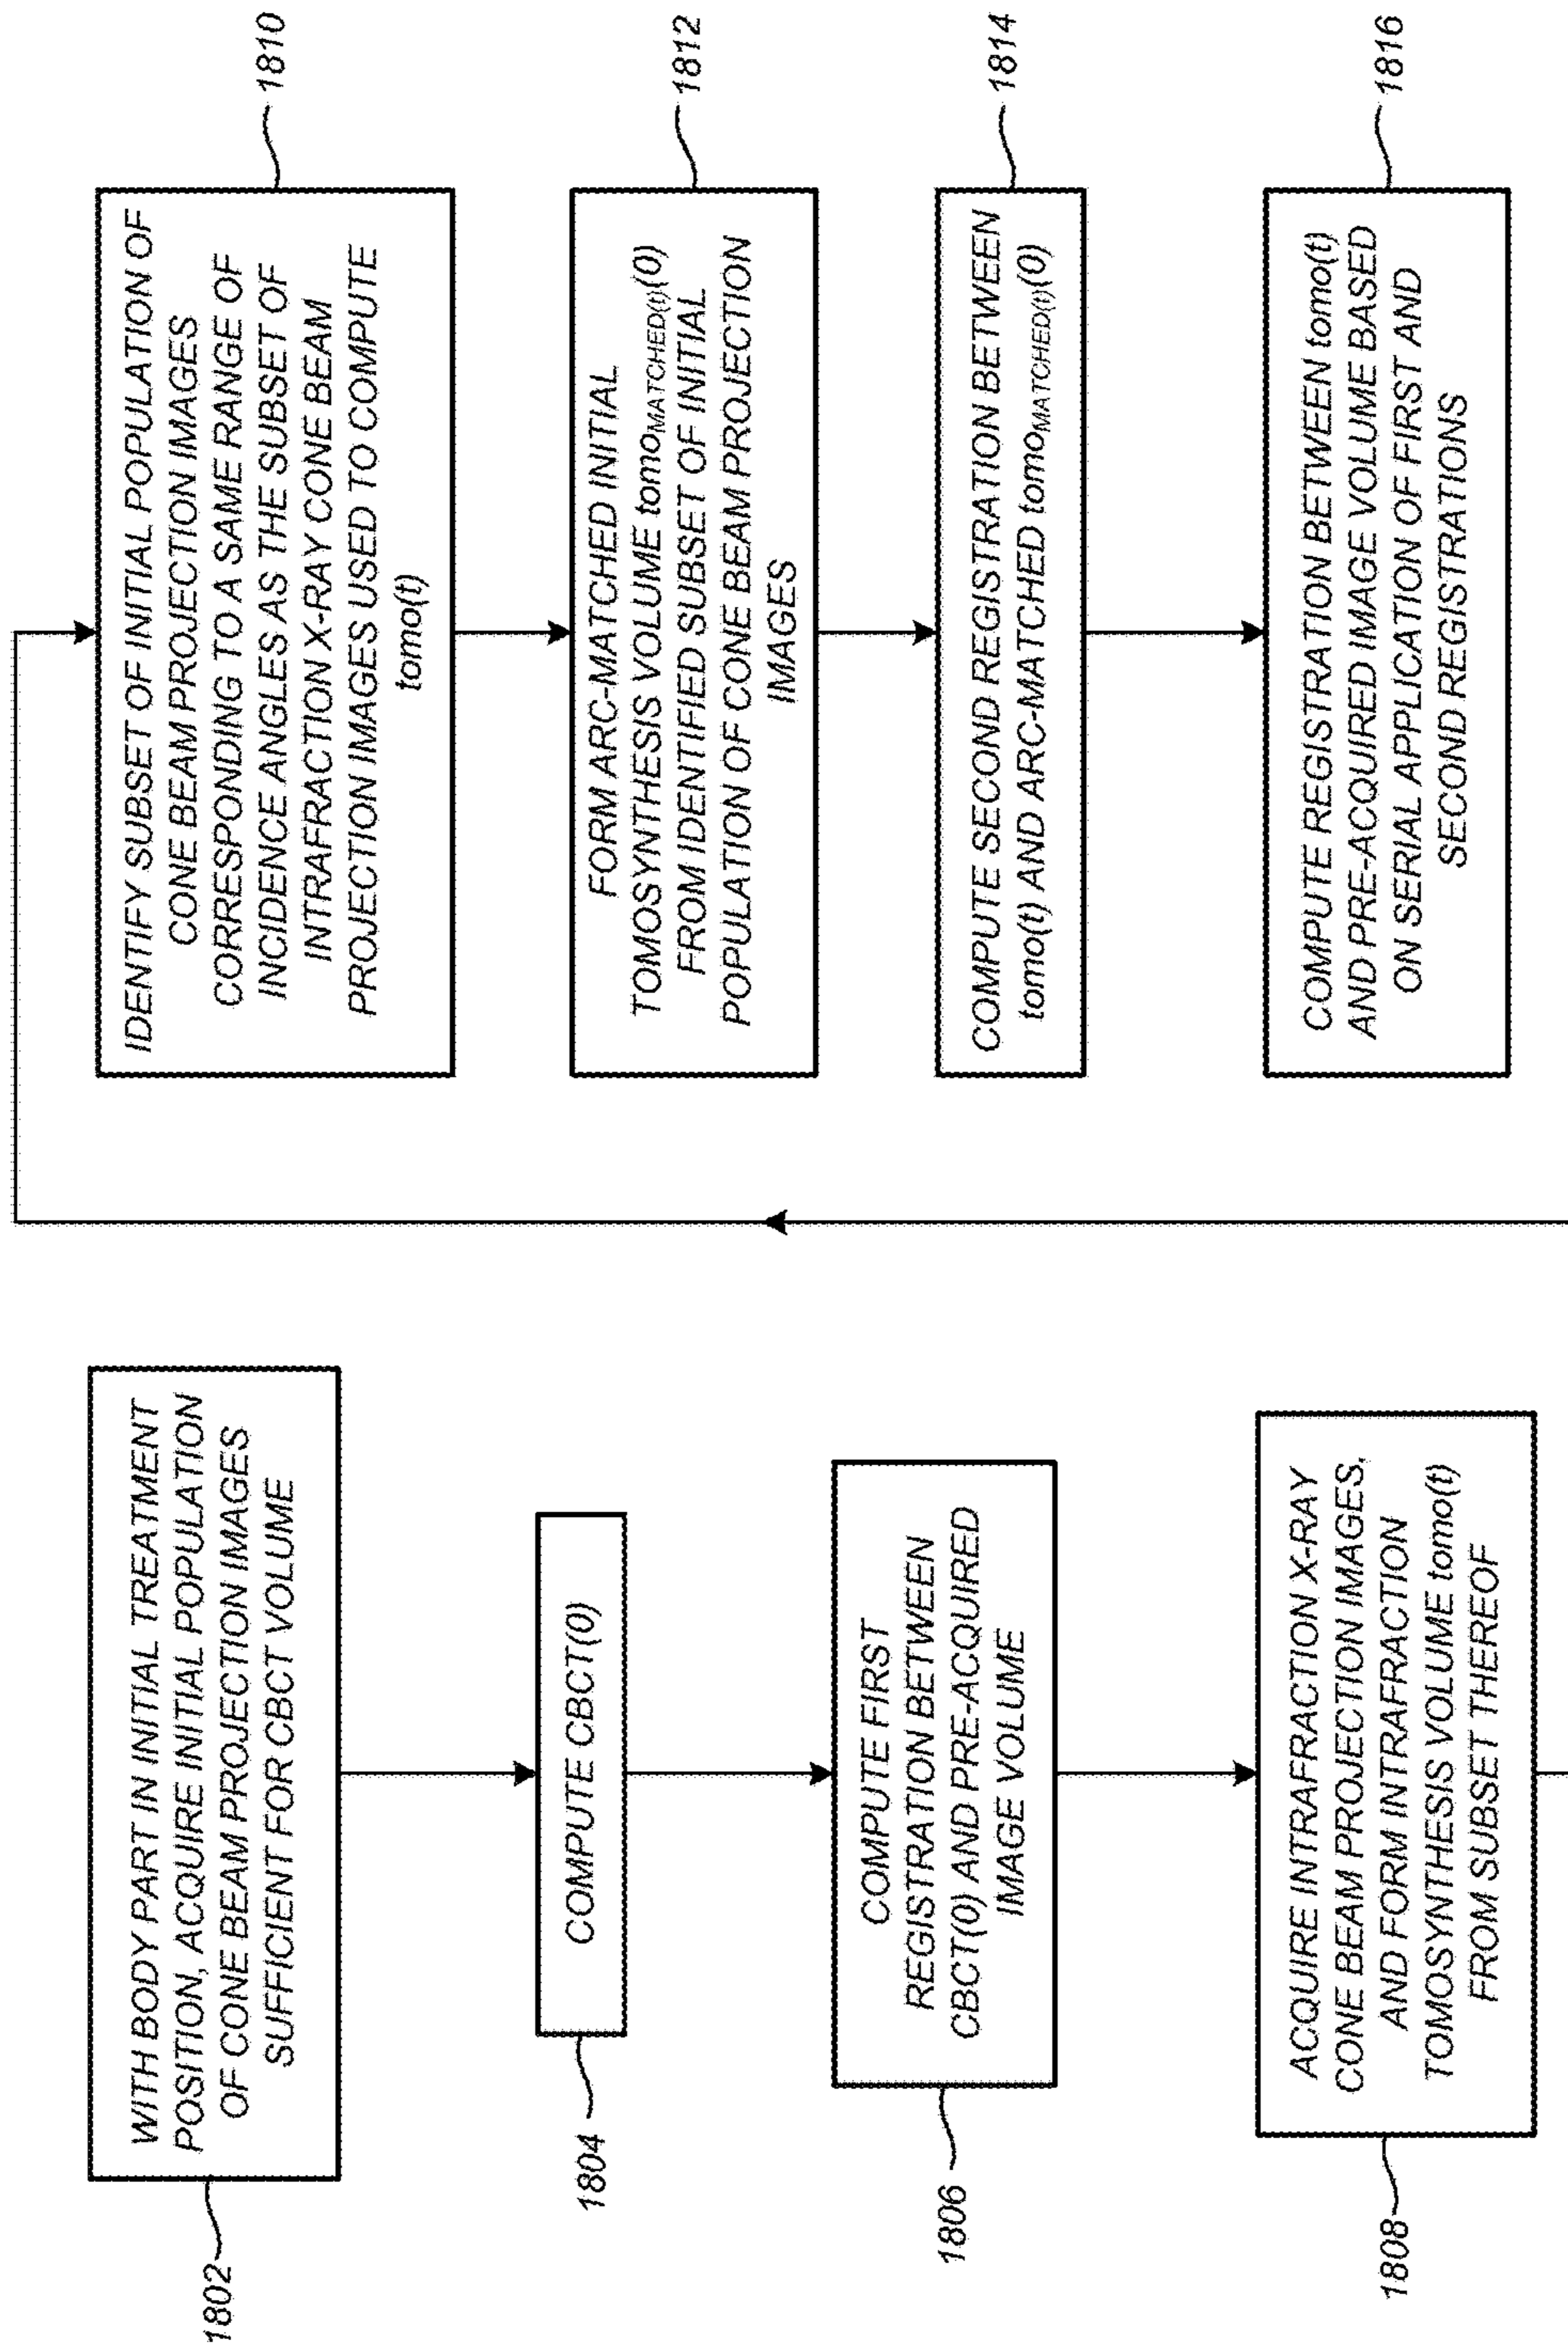 WITH BODY PART IN INITIAL TREATMENT
POSITION, ACQUIRE INITIAL POPULATION
OF CONE BEAM PROJECTION IMAGES
SUFFICIENT FOR CBCT VOLUME
1802
COMPUTE CBCT(0)
1804
COMPUTE FIRST
REGISTRATION BETWEEN
CBCT(0) AND PRE-ACQUIRED
IMAGE VOLUME
1806
ACQUIRE INTRAFRACTION X-RAY
CONE BEAM PROJECTION IMAGES,
AND FORM INTRAFRACTION
TOMOSYNTHESIS VOLUME tomo(t)
FROM SUBSET THEREOF
1808
IDENTIFY SUBSET OF INITIAL POPULATION OF
CONE BEAM PROJECTION IMAGES
CORRESPONDING TO A SAME RANGE OF
INCIDENCE ANGLES AS THE SUBSET OF
INTRAFRACTION X-RAY CONE BEAM
PROJECTION IMAGES USED TO COMPUTE
tomo(t)
1810
FORM ARC-MATCHED INITIAL
TOMOSYNTHESIS VOLUME tomoMATCHED(t)(0)
FROM IDENTIFIED SUBSET OF INITIAL
POPULATION OF CONE BEAM PROJECTION
IMAGES
1812
COMPUTE SECOND REGISTRATION BETWEEN
tomo(t) AND ARC-MATCHED tomoMATCHED(t)(0)
1814
COMPUTE REGISTRATION BETWEEN tomo(t)
AND PRE-ACQUIRED IMAGE VOLUME BASED
ON SERIAL APPLICATION OF FIRST AND
SECOND REGISTRATIONS
1816